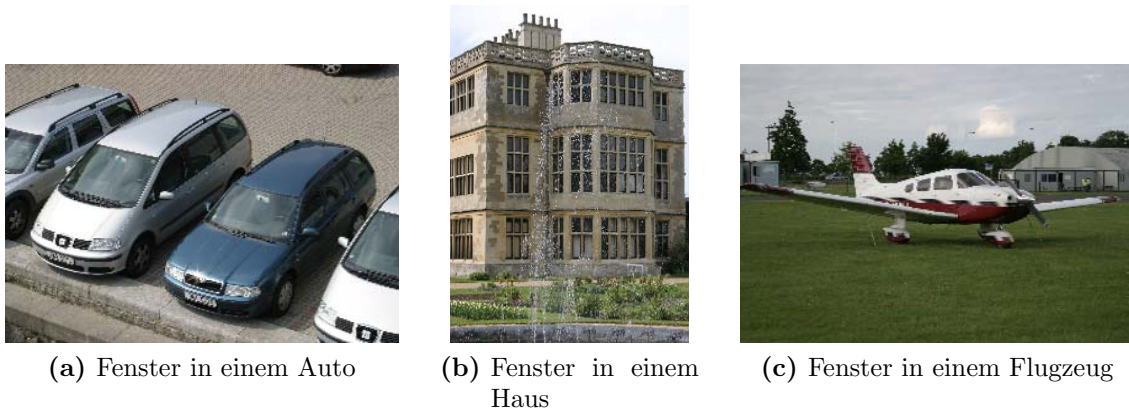 (a) Fenster in einem Auto
(b) Fenster in einem
Haus
(c) Fenster in einem Flugzeug